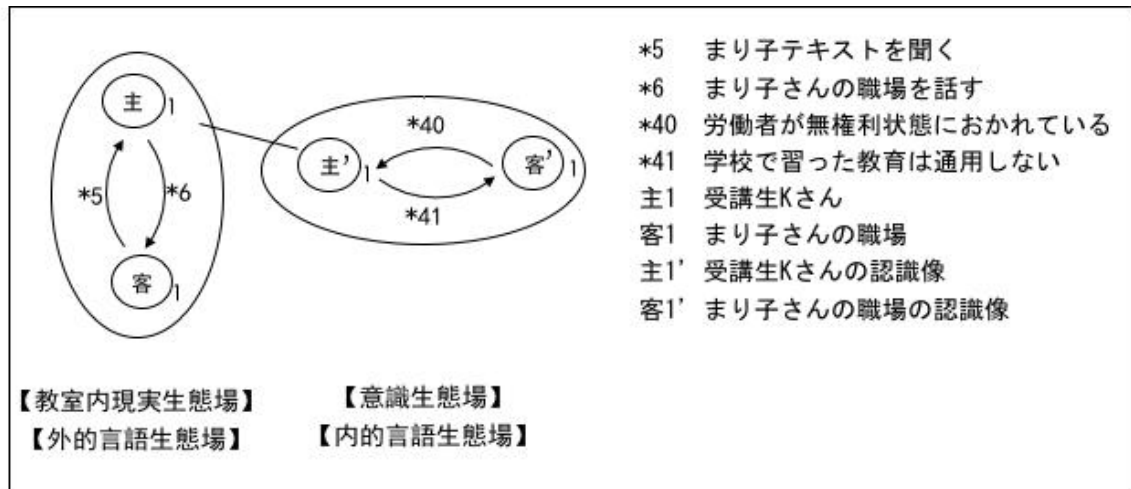 主1
*5
*6
客1
*40
主'1
客'1
*41
*5 まり子テキストを聞く
*6 まり子さんの職場を話す
*40 労働者が無権利状態におかれている
*41 学校で習った教育は通用しない
主1 受講生Kさん
客1 まり子さんの職場
主1' 受講生Kさんの認識像
客1' まり子さんの職場の認識像
【教室内現実生態場】
【外的言語生態場】
【意識生態場】
【内的言語生態場】